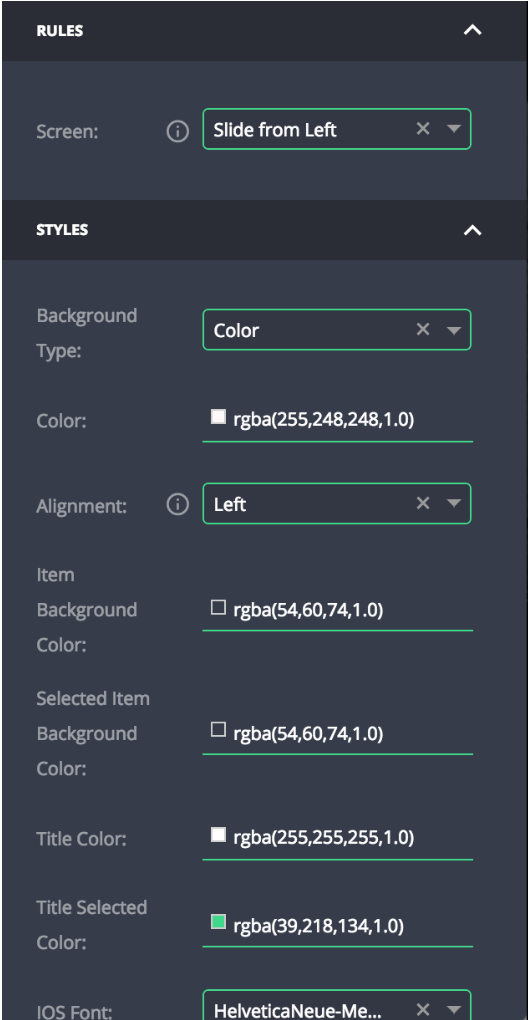 RULES
Screen: Slide from Left
STYLES
Background
Type:
Color
Color: rgba(255,248,248,1.0)
Alignment: Left
Item
Background
Color:
rgba(54,60,74,1.0)
Selected Item
Background
Color:
rgba(54,60,74,1.0)
Title Color: rgba(255,255,255,1.0)
Title Selected
Color:
rgba(39,218,134,1.0)
IOS Font: HelveticaNeue-Me...